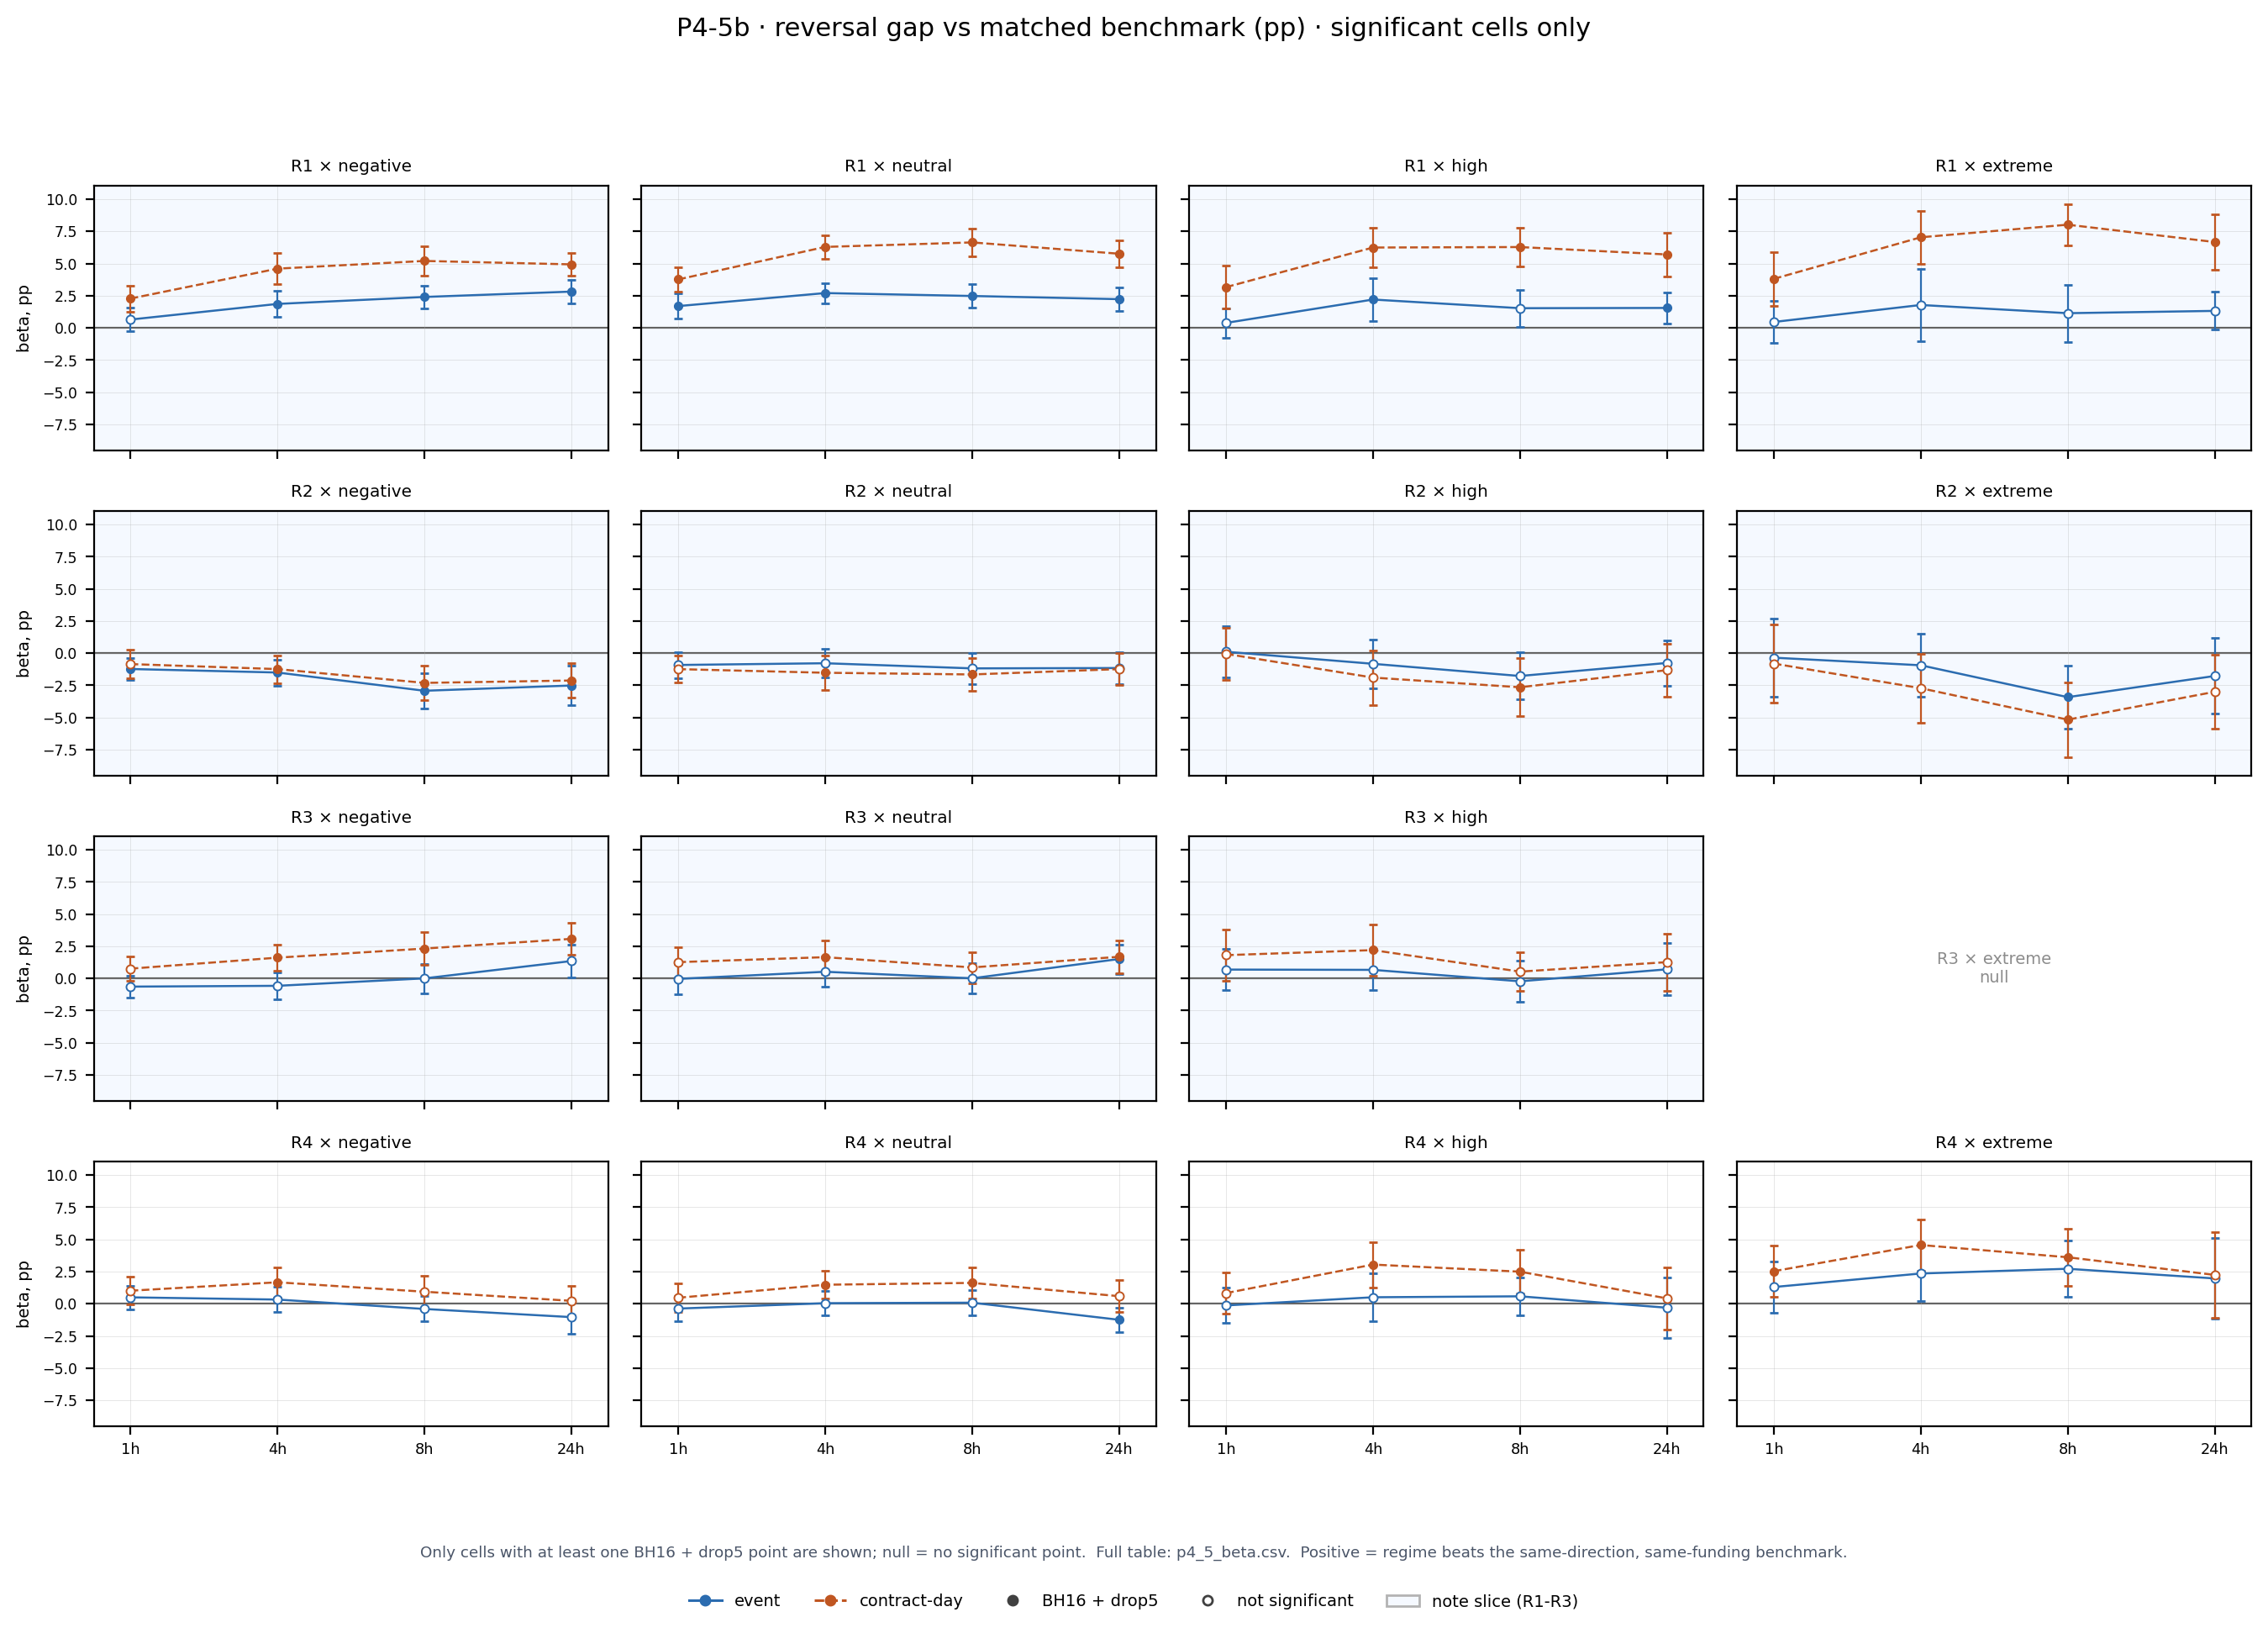 P4-5b · reversal gap vs matched benchmark (pp) · significant cells only
R1 × negative
R1 × neutral
R1 × high
R1 × extreme
beta, pp
10.0
7.5
5.0
2.5
0.0
−2.5
−5.0
−7.5
R2 × negative
R2 × neutral
R2 × high
R2 × extreme
beta, pp
10.0
7.5
5.0
2.5
0.0
−2.5
−5.0
−7.5
R3 × negative
R3 × neutral
R3 × high
R3 × extreme
null
beta, pp
10.0
7.5
5.0
2.5
0.0
−2.5
−5.0
−7.5
R4 × negative
R4 × neutral
R4 × high
R4 × extreme
beta, pp
10.0
7.5
5.0
2.5
0.0
−2.5
−5.0
−7.5
1h 4h 8h 24h
1h 4h 8h 24h
1h 4h 8h 24h
1h 4h 8h 24h
Only cells with at least one BH16 + drop5 point are shown; null = no significant point. Full table: p4_5_beta.csv. Positive = regime beats the same-direction, same-funding benchmark.
event contract-day BH16 + drop5 not significant note slice (R1-R3)